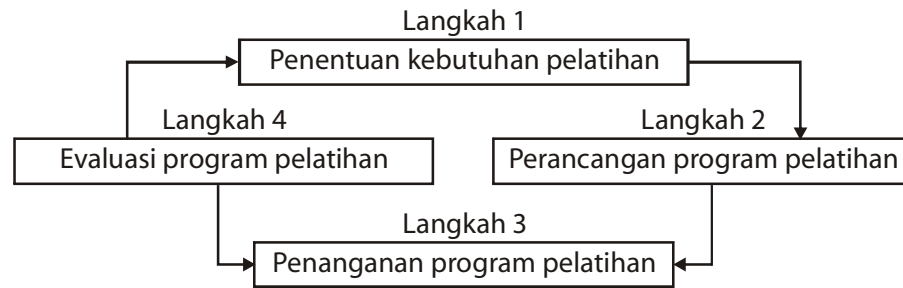 Langkah 1
Penentuan kebutuhan pelatihan
Langkah 4
Evaluasi program pelatihan
Langkah 2
Perancangan program pelatihan
Langkah 3
Penanganan program pelatihan